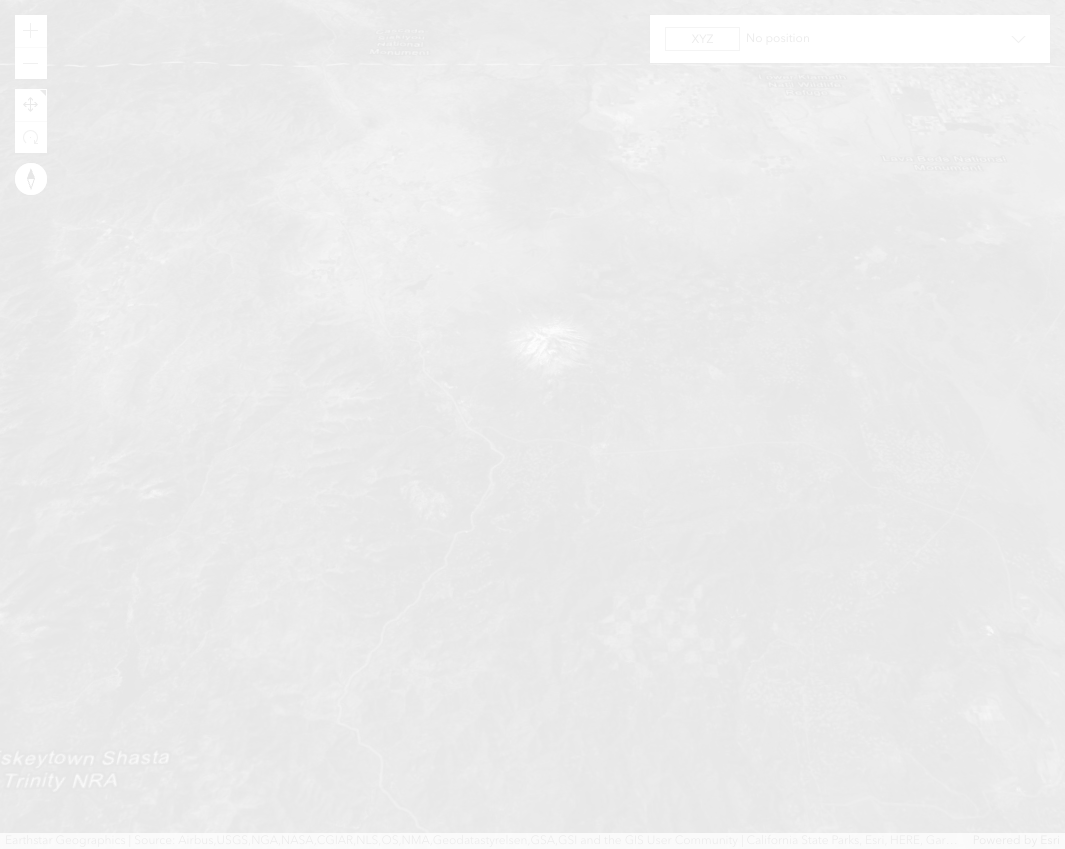 XYZ
No position
iskeytown Shasta
Trinity NRA
Earthstar Geographics | Source: Airbus,USGS,NGA,NASA,CGIAR,NLS,OS,NMA,Geodatastyrelsen,GSA,GSI and the GIS User Community | California State Parks, Esri, HERE, Gar...
Powered by Esri